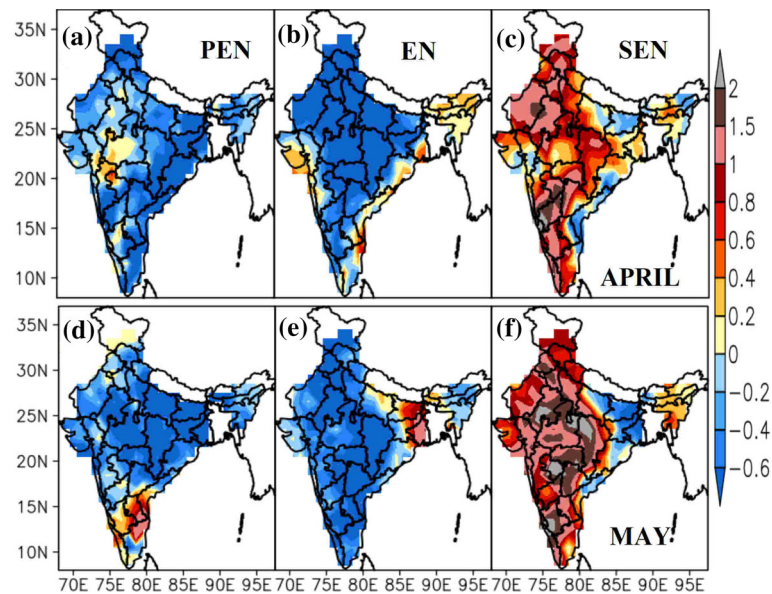 35N
30N
25N
20N
15N
10N
(a)
PEN
(b)
EN
(c)
SEN
APRIL
35N
30N
25N
20N
15N
10N
(d)
(e)
(f)
MAY
70E 75E 80E 85E 90E 95E
70E 75E 80E 85E 90E 95E
70E 75E 80E 85E 90E 95E
2
1.5
1
0.8
0.6
0.4
0.2
0
-0.2
-0.4
-0.6